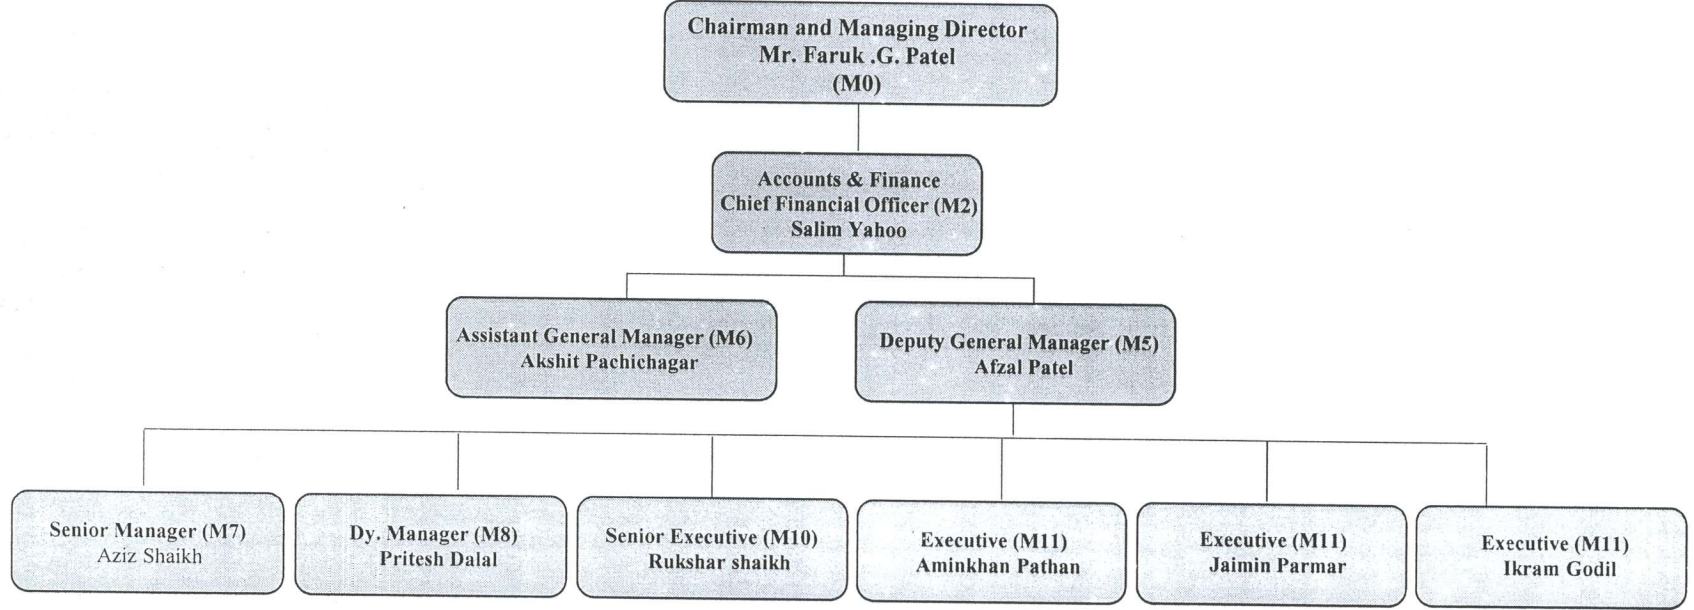 Chairman and Managing Director
Mr. Faruk .G. Patel
(M0)
Accounts & Finance
Chief Financial Officer (M2)
Salim Yahoo
Assistant General Manager (M6)
Akshit Pachichagar
Deputy General Manager (M5)
Afzal Patel
Senior Manager (M7)
Aziz Shaikh
Dy. Manager (M8)
Pritesh Dalal
Senior Executive (M10)
Rukshar shaikh
Executive (M11)
Aminkhan Pathan
Executive (M11)
Jaimin Parmar
Executive (M11)
Ikram Godil